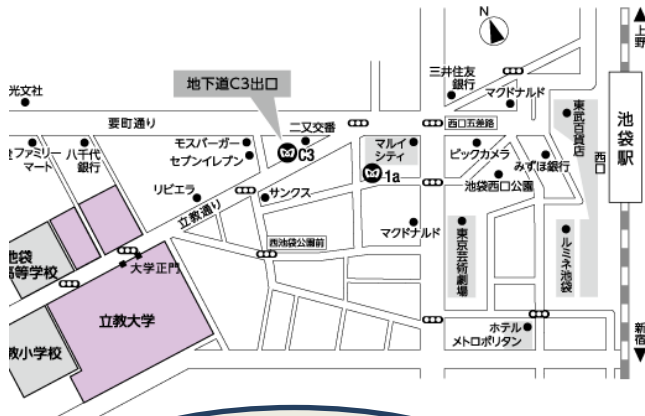 N
上野
三井住友
銀行
マクドナルド
光文社
地下道C3出口
要町通り
二又交番
西口五差路
東武百貨店
池袋駅
西口
ファミリー
マート
八千代
銀行
モスバーガー
セブンイレブン
C3
マルイ
シティ
1a
ビックカメラ
みずほ銀行
池袋西口公園
リビエラ
サンクス
立教通り
マクドナルド
西池袋公園前
東京芸術劇場
ルミネ池袋
池袋
高等学校
大学正門
立教大学
教小学校
ホテル
メトロポリタン
新宿